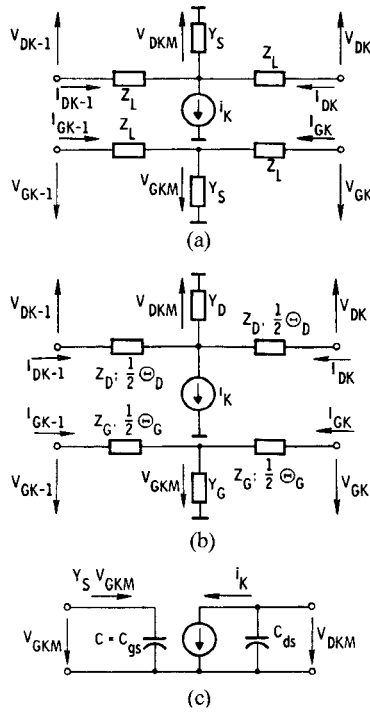 V_DK-1 V_DKM Y_S V_DK
Z_L Z_L
I_DK-1 i_K I_DK
I_GK-1 Z_L I_GK
Z_L
V_GK-1 V_GKM Y_S V_GK
(a)
V_DK-1 V_DKM Y_D Z_D, 1/2 Θ_D V_DK
I_DK-1 Z_D; 1/2 Θ_D I_DK
I_K
I_GK-1 Z_G, 1/2 Θ_G I_GK
V_GK-1 V_GKM Y_G Z_G; 1/2 Θ_G V_GK
(b)
Y_S V_GKM i_K
V_GKM C = C_gs C_ds V_DKM
(c)